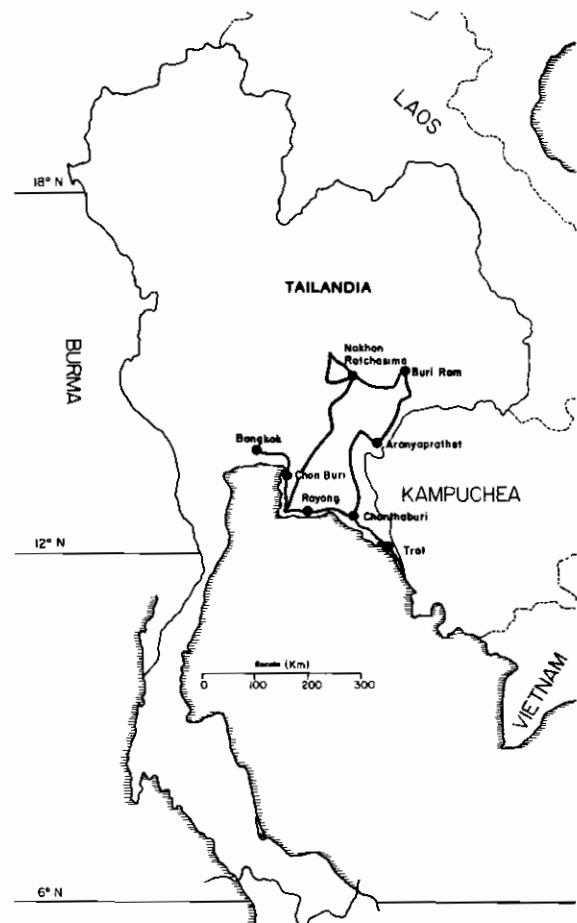 LAOS
18° N
TAILANDIA
BURMA
Nakhon
Ratchasima
Buri Ram
Bangkok
Aranyaprathet
Chon Buri
KAMPUCHEA
Rayong
Chanthaburi
12° N
Trat
Escala (Km)
0 100 200 300
VIETNAM
6° N